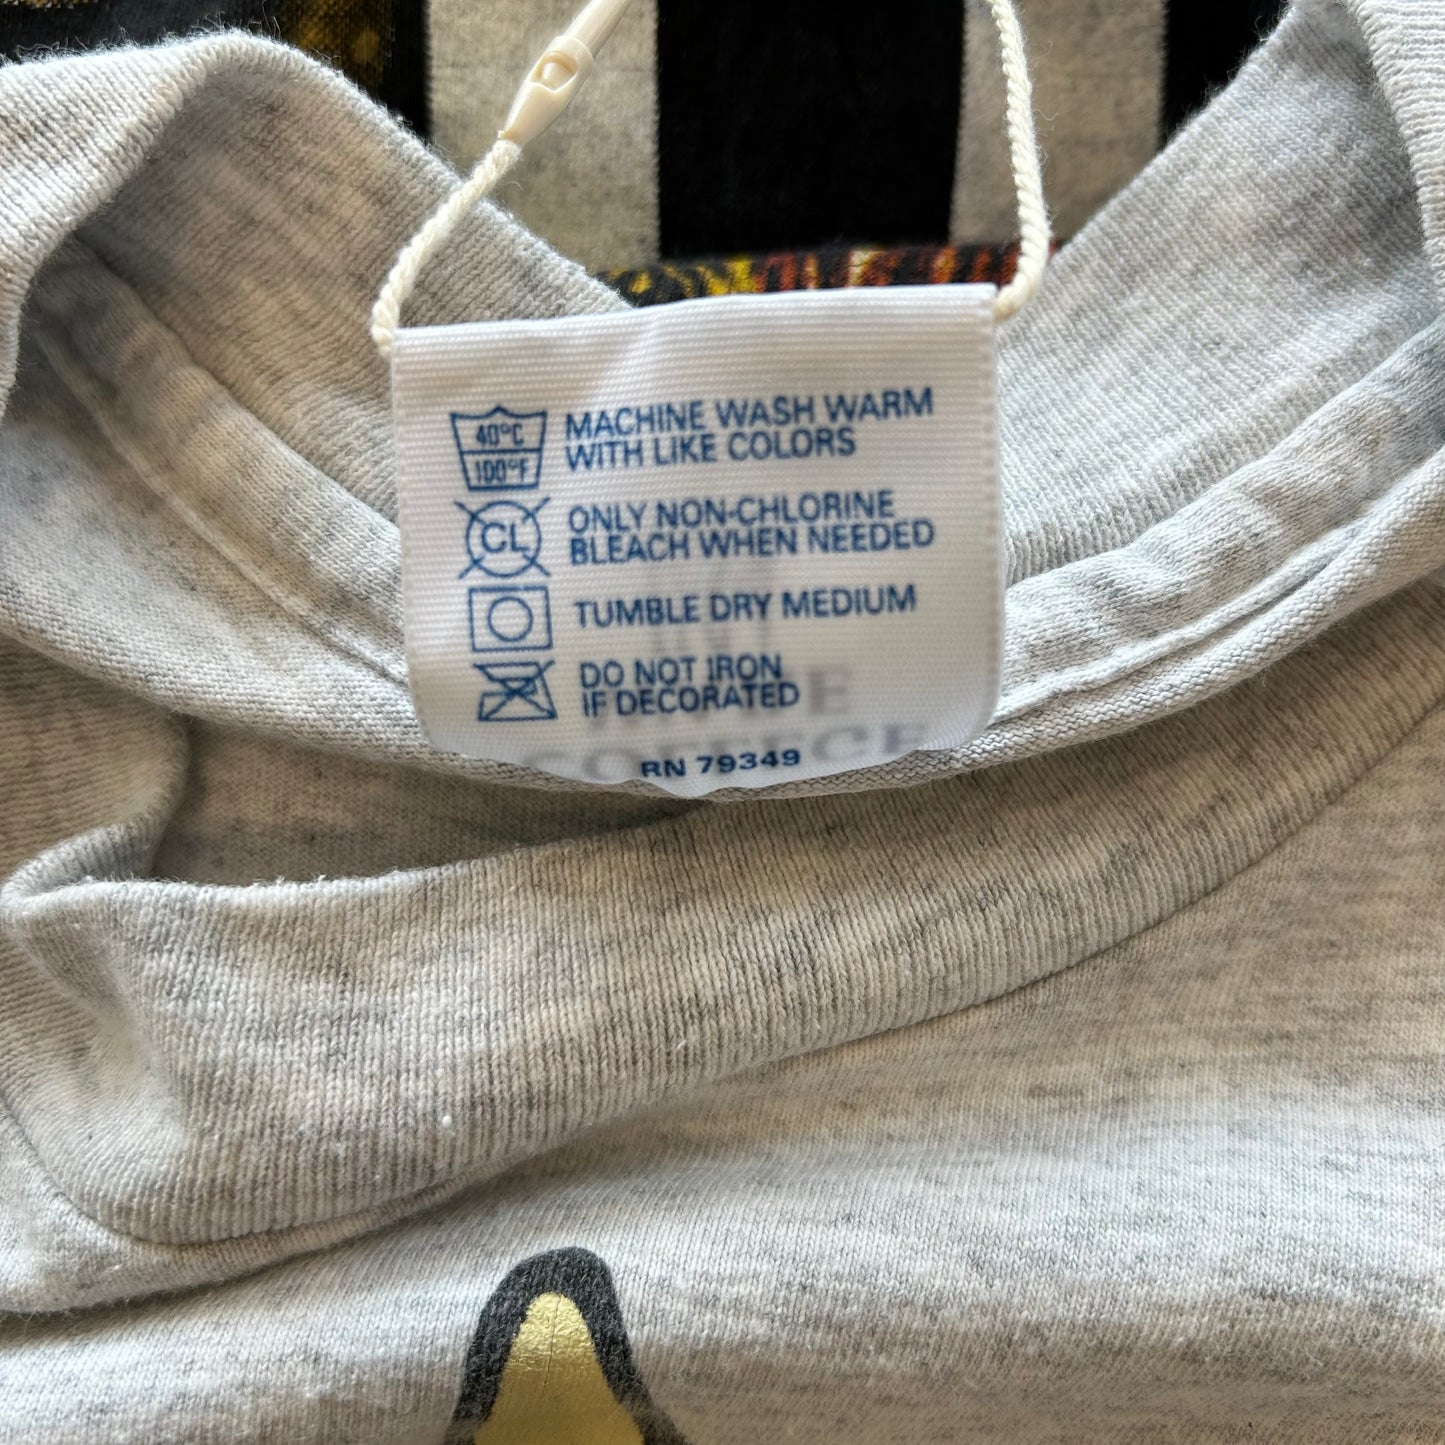 40°C
100°F
MACHINE WASH WARM
WITH LIKE COLORS
CL
ONLY NON-CHLORINE
BLEACH WHEN NEEDED
TUMBLE DRY MEDIUM
DO NOT IRON
IF DECORATED
RN 79349